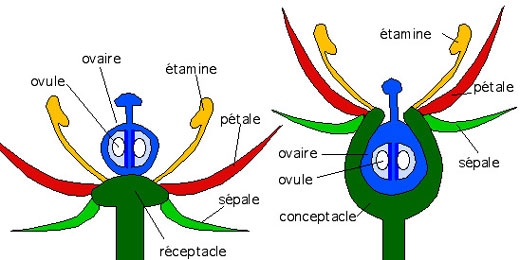 ovaire
étamine
ovule
pétale
sépale
réceptacle
étamine
pétale
ovaire
sépale
ovule
conceptacle